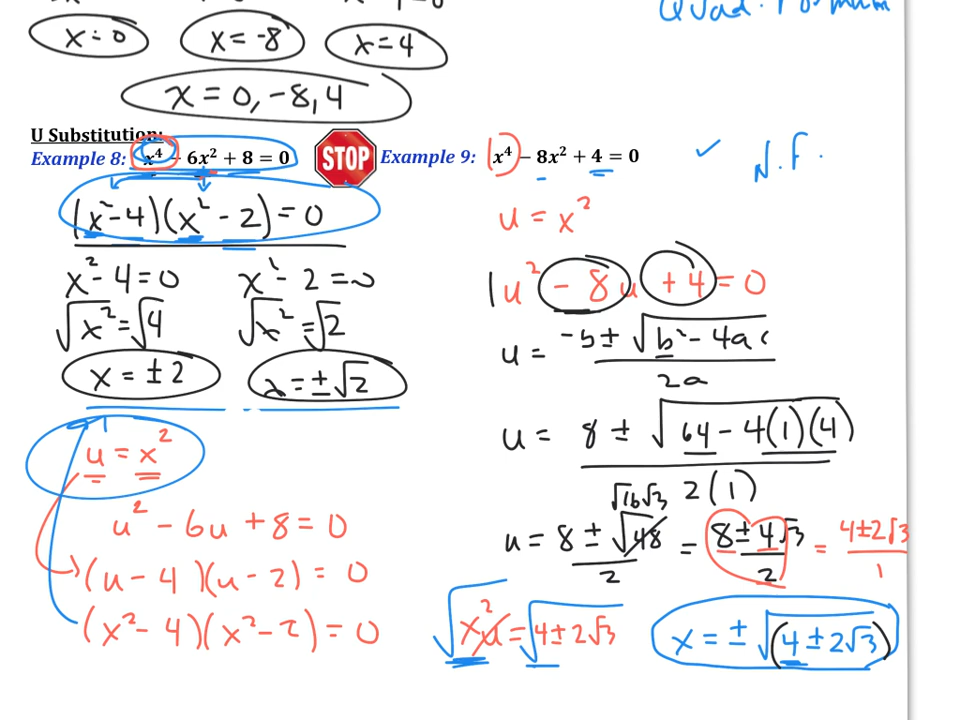 Quad. Formum
x=0 x=-8 x=4
x = 0, -8, 4
U Substitution:
Example 8: x⁴ - 6x² + 8 = 0 STOP Example 9: 1x⁴ - 8x² + 4 = 0 ✓ N.F.
(x²-4)(x²-2) = 0
x²-4=0 x²-2=0
√x² = √4 √x² = √2
x = ±2 x = ±√2
u = x²
u² - 6u + 8 = 0
(u - 4)(u - 2) = 0
(x² - 4)(x² - 2) = 0
u = x²
1u² - 8u + 4 = 0
u = -b ± √b² - 4ac / 2a
u = 8 ± √64 - 4(1)(4) / 2(1)
√16√3
u = 8 ± √48 / 2 = 8 ± 4√3 / 2 = 4 ± 2√3 / 1
√x² u = √4 ± 2√3 x = ± √(4 ± 2√3)